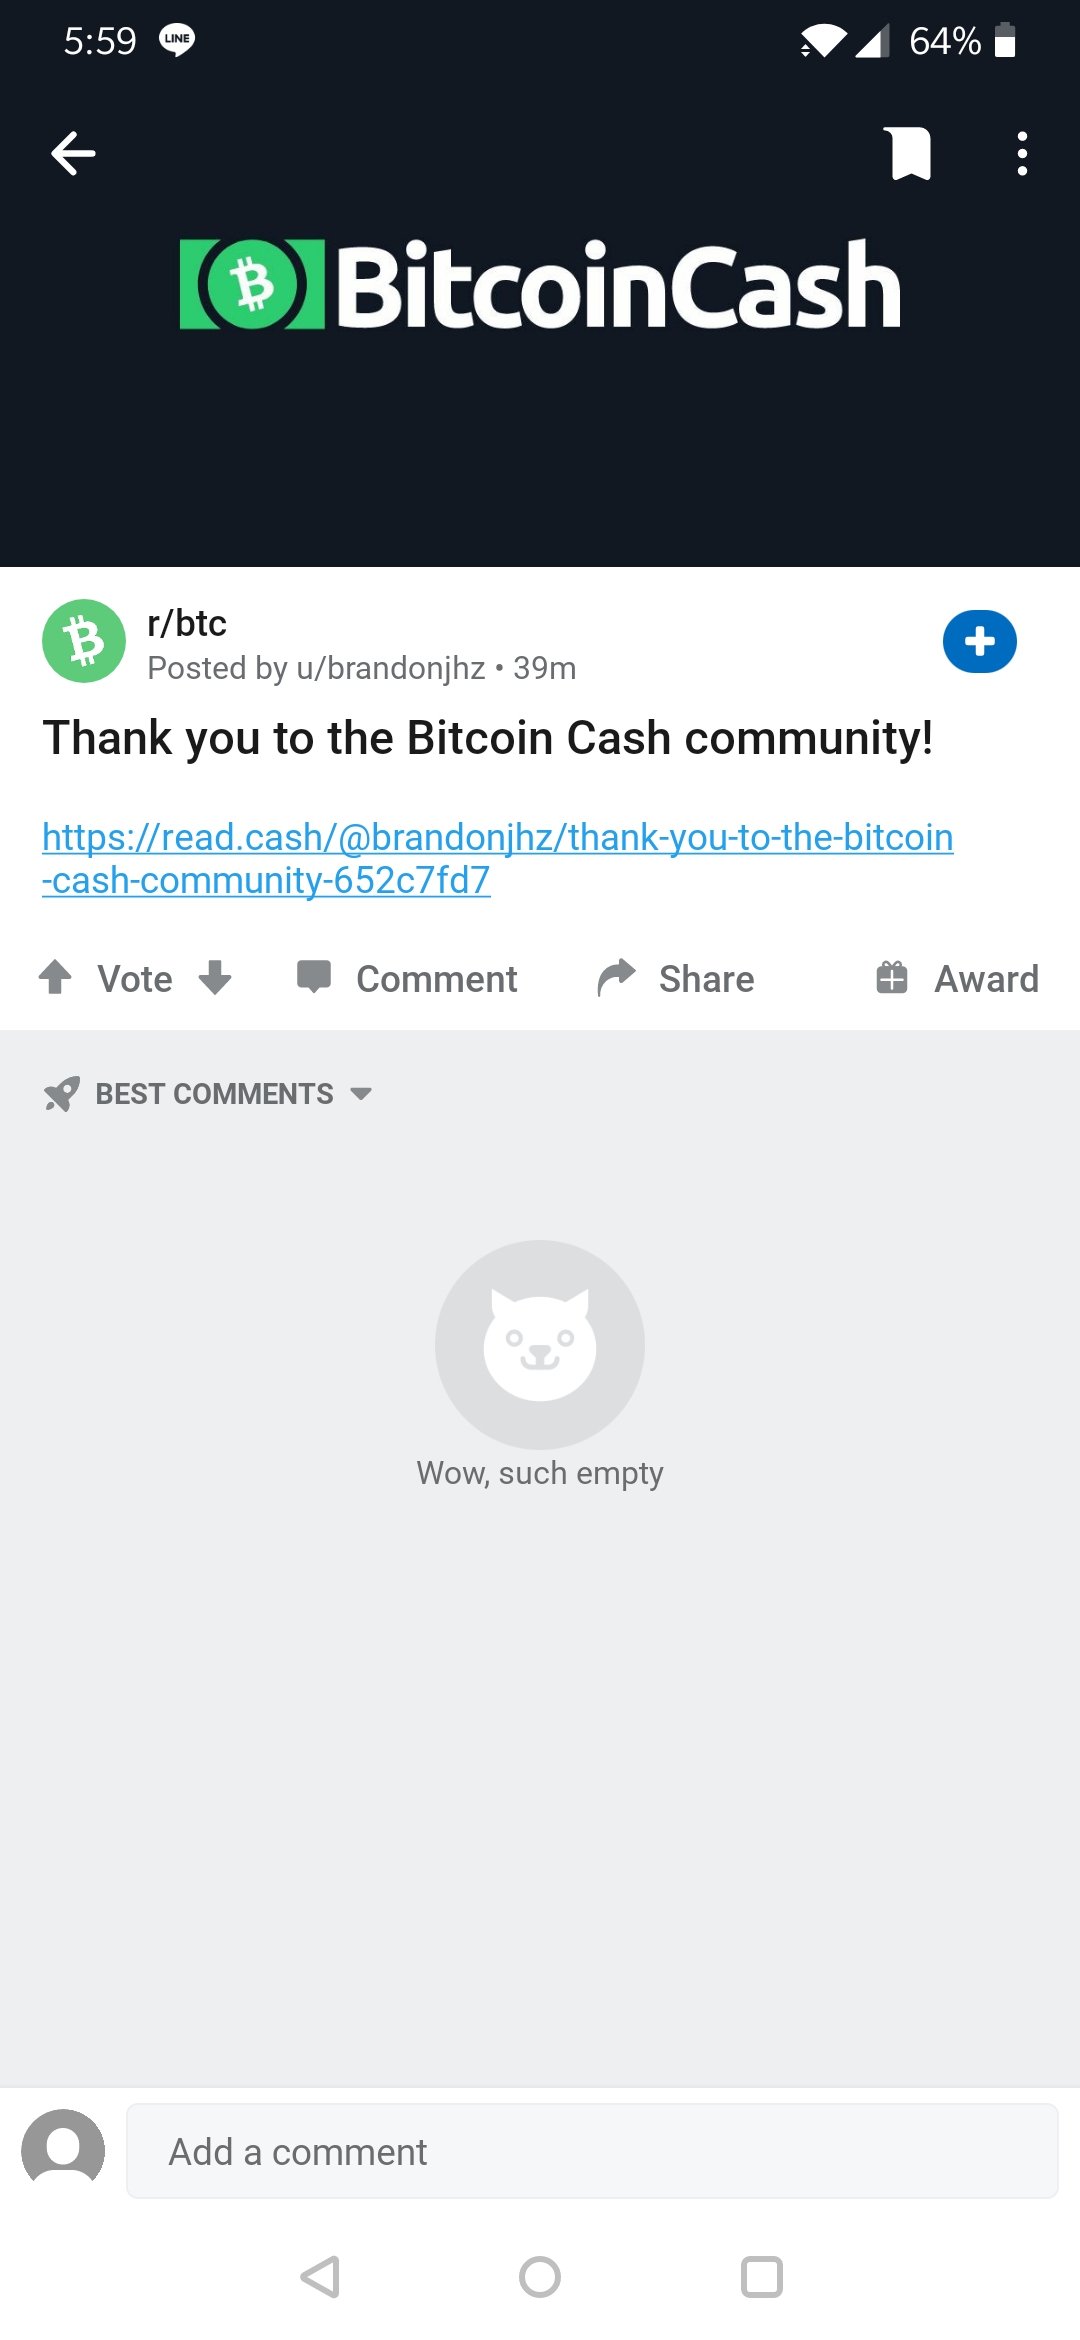 5:59 LINE 64%
BitcoinCash
r/btc
Posted by u/brandonjhz • 39m
Thank you to the Bitcoin Cash community!
https://read.cash/@brandonjhz/thank-you-to-the-bitcoin
-cash-community-652c7fd7
Vote Comment Share Award
BEST COMMENTS
Wow, such empty
Add a comment